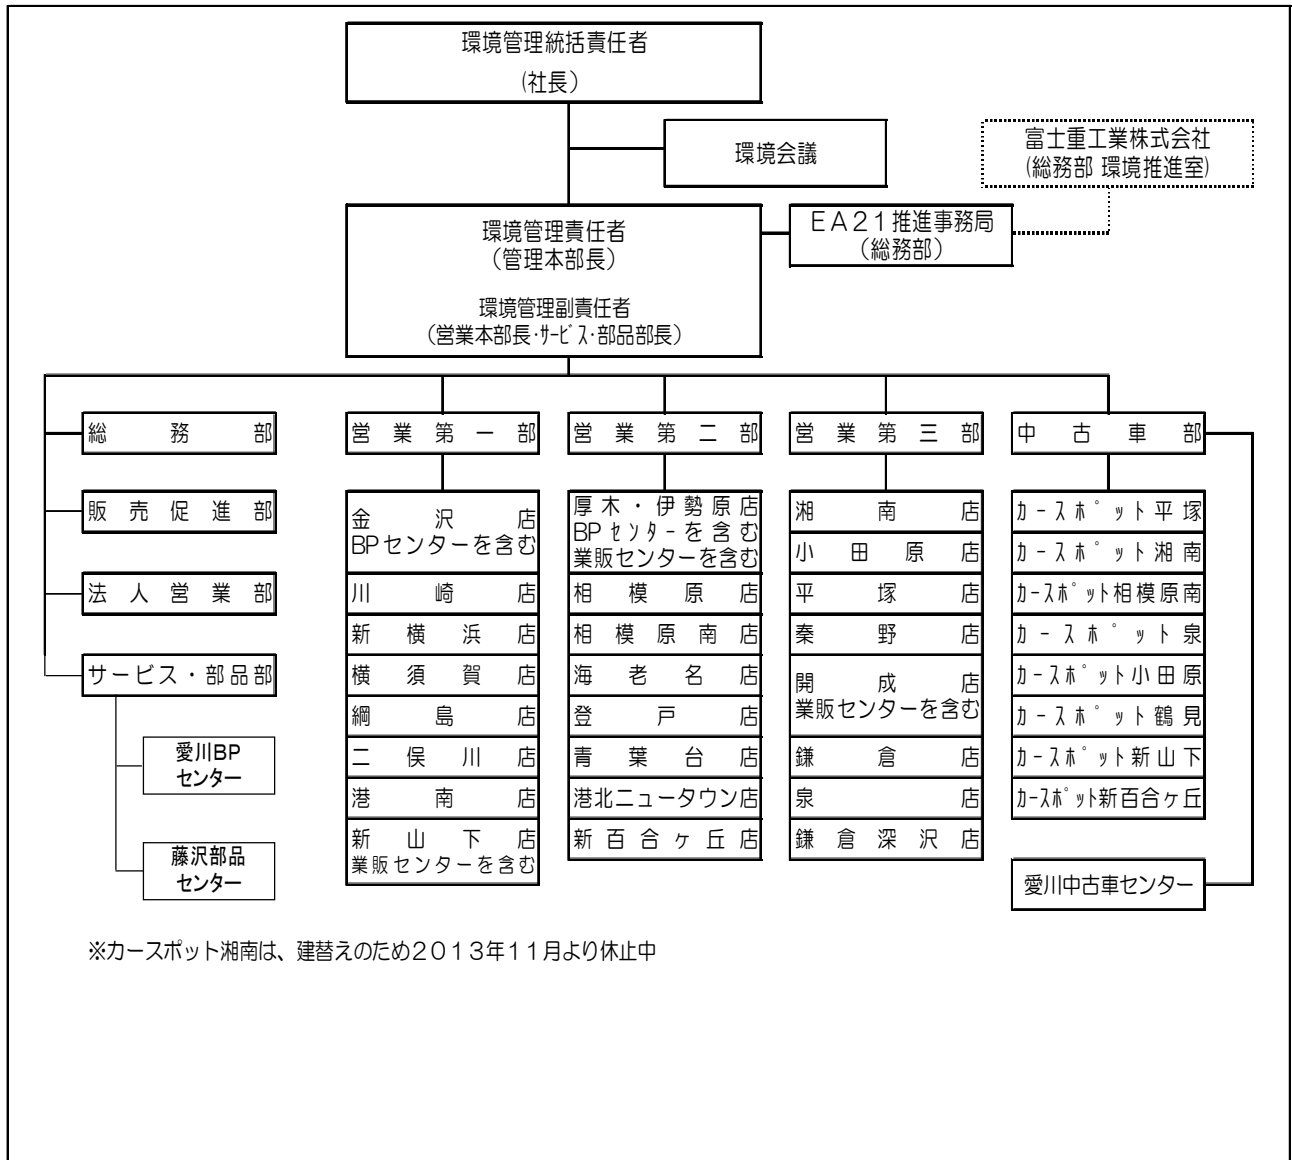 環境管理統括責任者
(社長)
環境会議
富士重工業株式会社
(総務部 環境推進室)
環境管理責任者
(管理本部長)
環境管理副責任者
(営業本部長・ｻｰﾋﾞｽ・部品部長)
ＥＡ２１推進事務局
(総務部)
総務部
販売促進部
法人営業部
サービス・部品部
愛川BP
センター
藤沢部品
センター
営業第一部
金沢店
BPセンターを含む
川崎店
新横浜店
横須賀店
綱島店
二俣川店
港南店
新山下店
業販センターを含む
営業第二部
厚木・伊勢原店
BPｾﾝﾀｰを含む
業販センターを含む
相模原店
相模原南店
海老名店
登戸店
青葉台店
港北ニュータウン店
新百合ヶ丘店
営業第三部
湘南店
小田原店
平塚店
秦野店
開成店
業販センターを含む
鎌倉店
泉店
鎌倉深沢店
中古車部
ｶｰｽﾎﾟｯﾄ平塚
ｶｰｽﾎﾟｯﾄ湘南
ｶｰｽﾎﾟｯﾄ相模原南
ｶｰｽﾎﾟｯﾄ泉
ｶｰｽﾎﾟｯﾄ小田原
ｶｰｽﾎﾟｯﾄ鶴見
ｶｰｽﾎﾟｯﾄ新山下
ｶｰｽﾎﾟｯﾄ新百合ヶ丘
愛川中古車センター
※カースポット湘南は、建替えのため２０１３年１１月より休止中